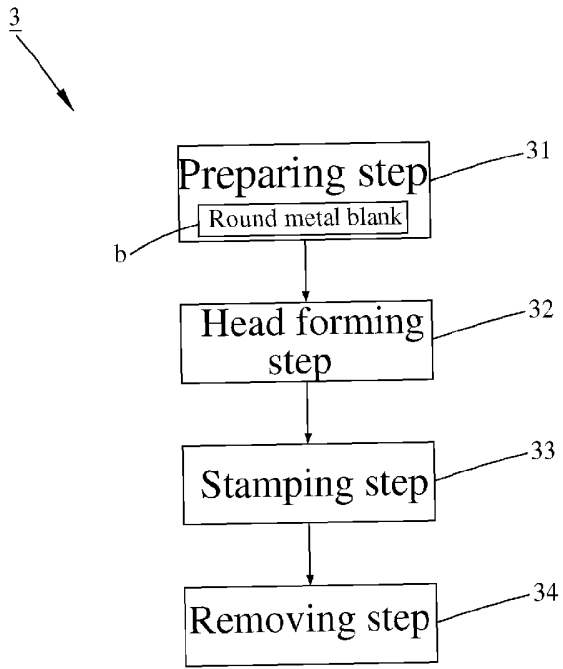 3
31
Preparing step
Round metal blank
b
32
Head forming
step
33
Stamping step
34
Removing step